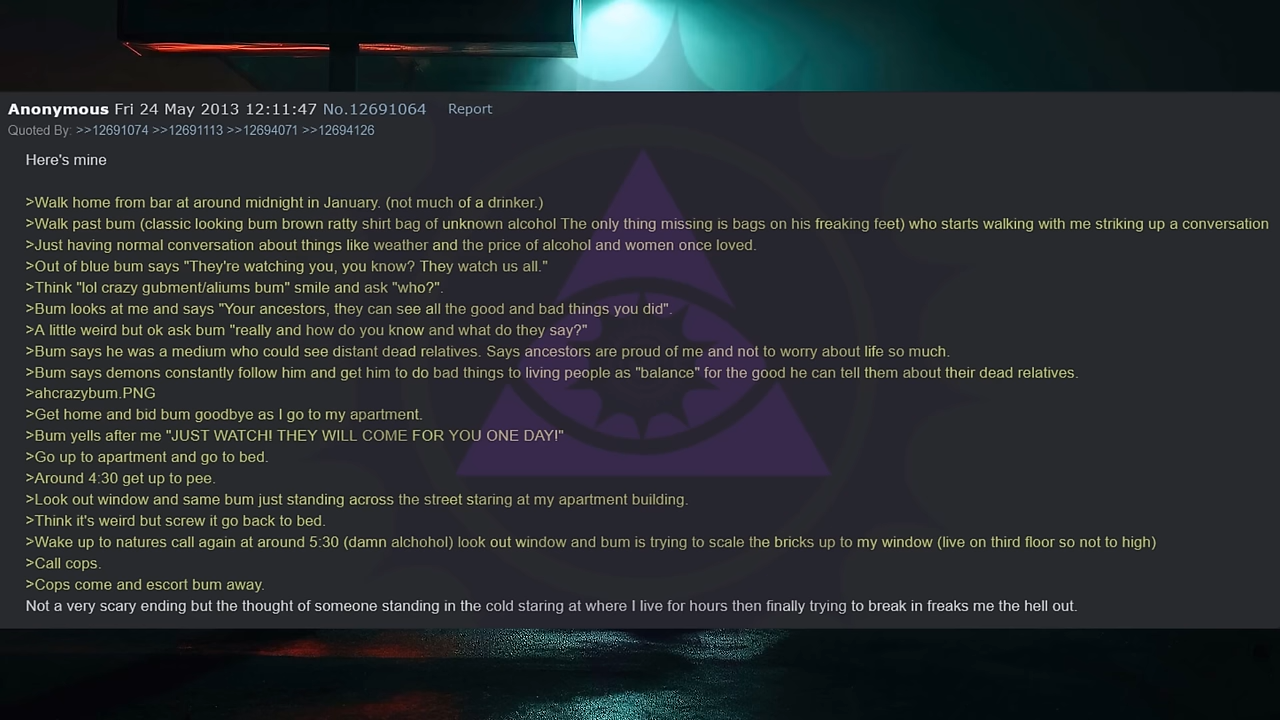 Anonymous Fri 24 May 2013 12:11:47 No.12691064 Report
Quoted By: >>12691074 >>12691113 >>12694071 >>12694126
Here's mine
>Walk home from bar at around midnight in January. (not much of a drinker.)
>Walk past bum (classic looking bum brown ratty shirt bag of unknown alcohol The only thing missing is bags on his freaking feet) who starts walking with me striking up a conversation
>Just having normal conversation about things like weather and the price of alcohol and women once loved.
>Out of blue bum says "They're watching you, you know? They watch us all."
>Think "lol crazy gubment/aliums bum" smile and ask "who?".
>Bum looks at me and says "Your ancestors, they can see all the good and bad things you did".
>A little weird but ok ask bum "really and how do you know and what do they say?"
>Bum says he was a medium who could see distant dead relatives. Says ancestors are proud of me and not to worry about life so much.
>Bum says demons constantly follow him and get him to do bad things to living people as "balance" for the good he can tell them about their dead relatives.
>ahcrazybum.PNG
>Get home and bid bum goodbye as I go to my apartment.
>Bum yells after me "JUST WATCH! THEY WILL COME FOR YOU ONE DAY!"
>Go up to apartment and go to bed.
>Around 4:30 get up to pee.
>Look out window and same bum just standing across the street staring at my apartment building.
>Think it's weird but screw it go back to bed.
>Wake up to natures call again at around 5:30 (damn alchohol) look out window and bum is trying to scale the bricks up to my window (live on third floor so not to high)
>Call cops.
>Cops come and escort bum away.
Not a very scary ending but the thought of someone standing in the cold staring at where I live for hours then finally trying to break in freaks me the hell out.